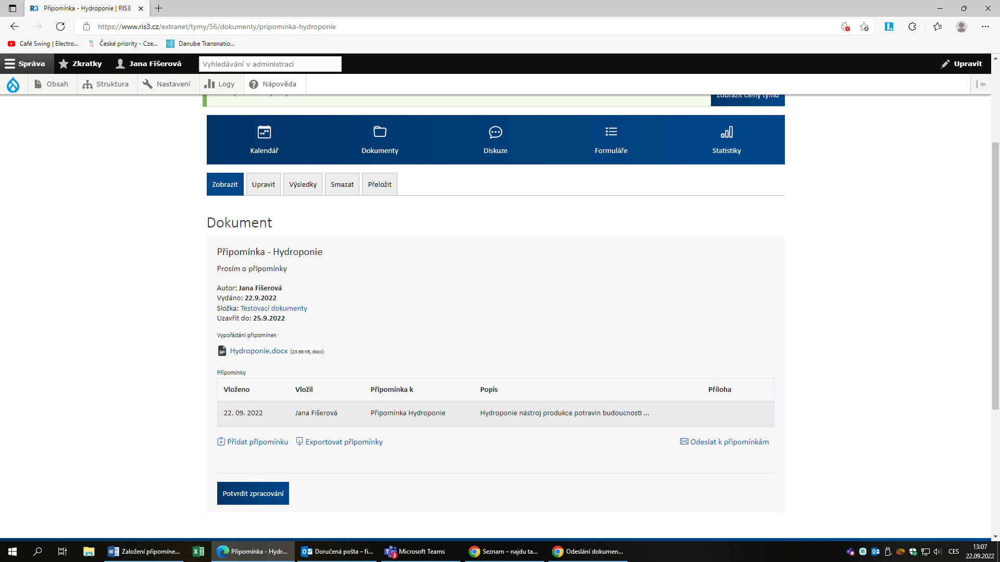 Připomínka - Hydroponie | RIS3
https://www.ris3.cz/extranet/tymy/56/dokumenty/pripominka-hydroponie
Café Swing | Electro... České priority - Cze... Danube Transnatio...
Správa Zkratky Jana Fišerová Vyhledávání v administraci Upravit
Obsah Struktura Nastavení Logy Nápověda
Zobrazit členy týmu
Kalendář Dokumenty Diskuze Formuláře Statistiky
Zobrazit Upravit Výsledky Smazat Přeložit
Dokument
Připomínka - Hydroponie
Prosím o připomínky
Autor: Jana Fišerová
Vydáno: 22.9.2022
Složka: Testovací dokumenty
Uzavřít do: 25.9.2022
Vypořádání připomínek
Hydroponie.docx (23.66 KB, docx)
Přípomínky
Vloženo Vložil Připomínka k Popis Příloha
22. 09. 2022 Jana Fišerová Připomínka Hydroponie Hydroponie nástroj produkce potravin budoucnosti ...
Přidat připomínku Exportovat připomínky Odeslat k připomínkám
Potvrdit zpracování
Založení připomíne... Připomínka - Hydr... Doručená pošta – fi... 3 Microsoft Teams Seznam – najdu ta... Odeslání dokumen... CES 13:07
22.09.2022